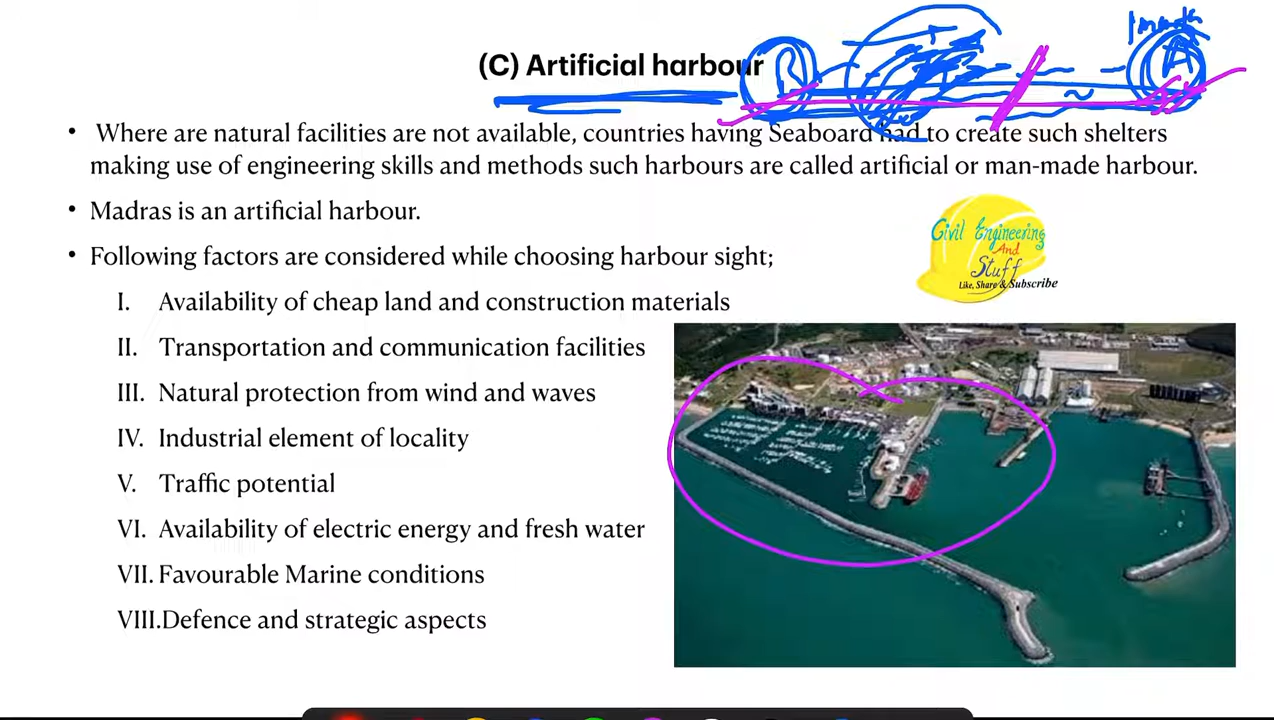 (C) Artificial harbour
• Where are natural facilities are not available, countries having Seaboard had to create such shelters
making use of engineering skills and methods such harbours are called artificial or man-made harbour.
• Madras is an artificial harbour.
• Following factors are considered while choosing harbour sight;
I. Availability of cheap land and construction materials
II. Transportation and communication facilities
III. Natural protection from wind and waves
IV. Industrial element of locality
V. Traffic potential
VI. Availability of electric energy and fresh water
VII. Favourable Marine conditions
VIII.Defence and strategic aspects
Civil Engineering
And
Stuff
Like, Share & Subscribe
A